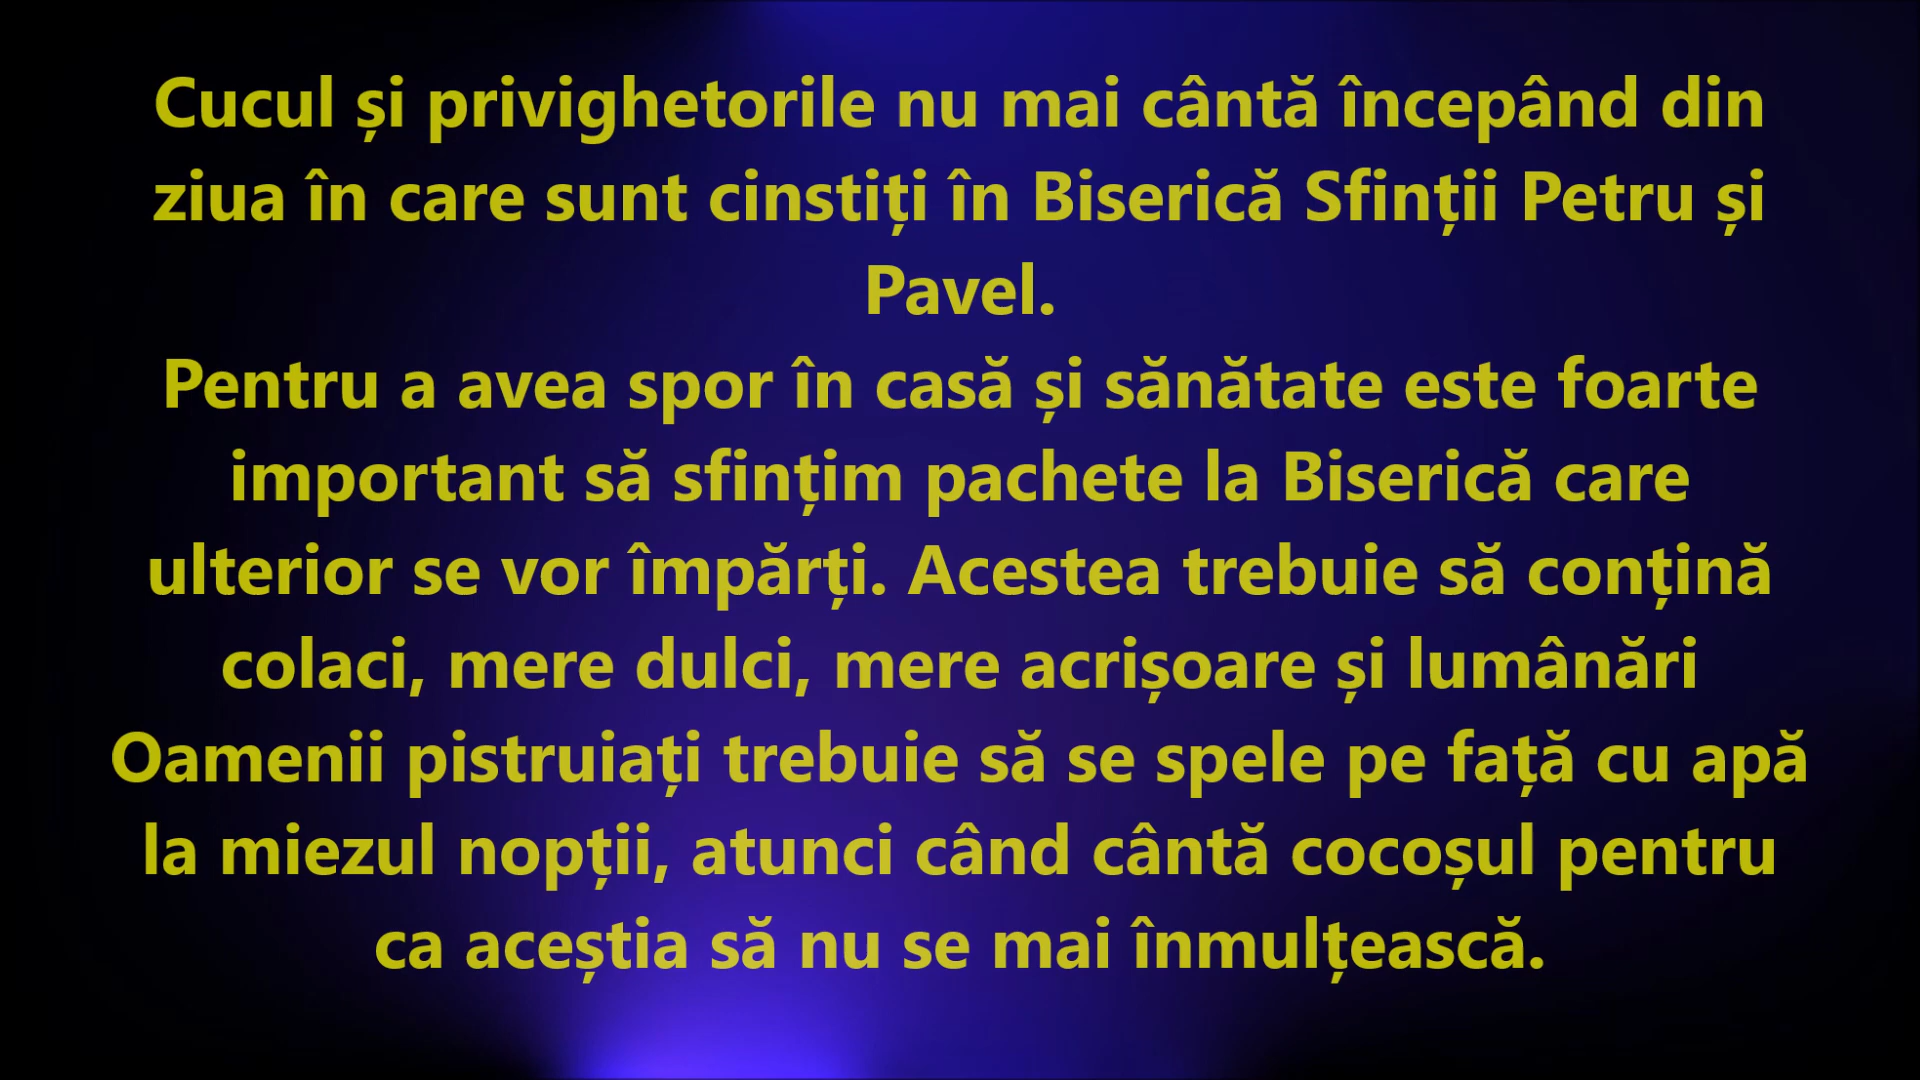 Cucul și privighetorile nu mai cântă începând din
ziua în care sunt cinstiți în Biserică Sfinții Petru și
Pavel.
Pentru a avea spor în casă și sănătate este foarte
important să sfințim pachete la Biserică care
ulterior se vor împărți. Acestea trebuie să conțină
colaci, mere dulci, mere acrișoare și lumânări
Oamenii pistruiați trebuie să se spele pe față cu apă
la miezul nopții, atunci când cântă cocoșul pentru
ca aceștia să nu se mai înmulțească.